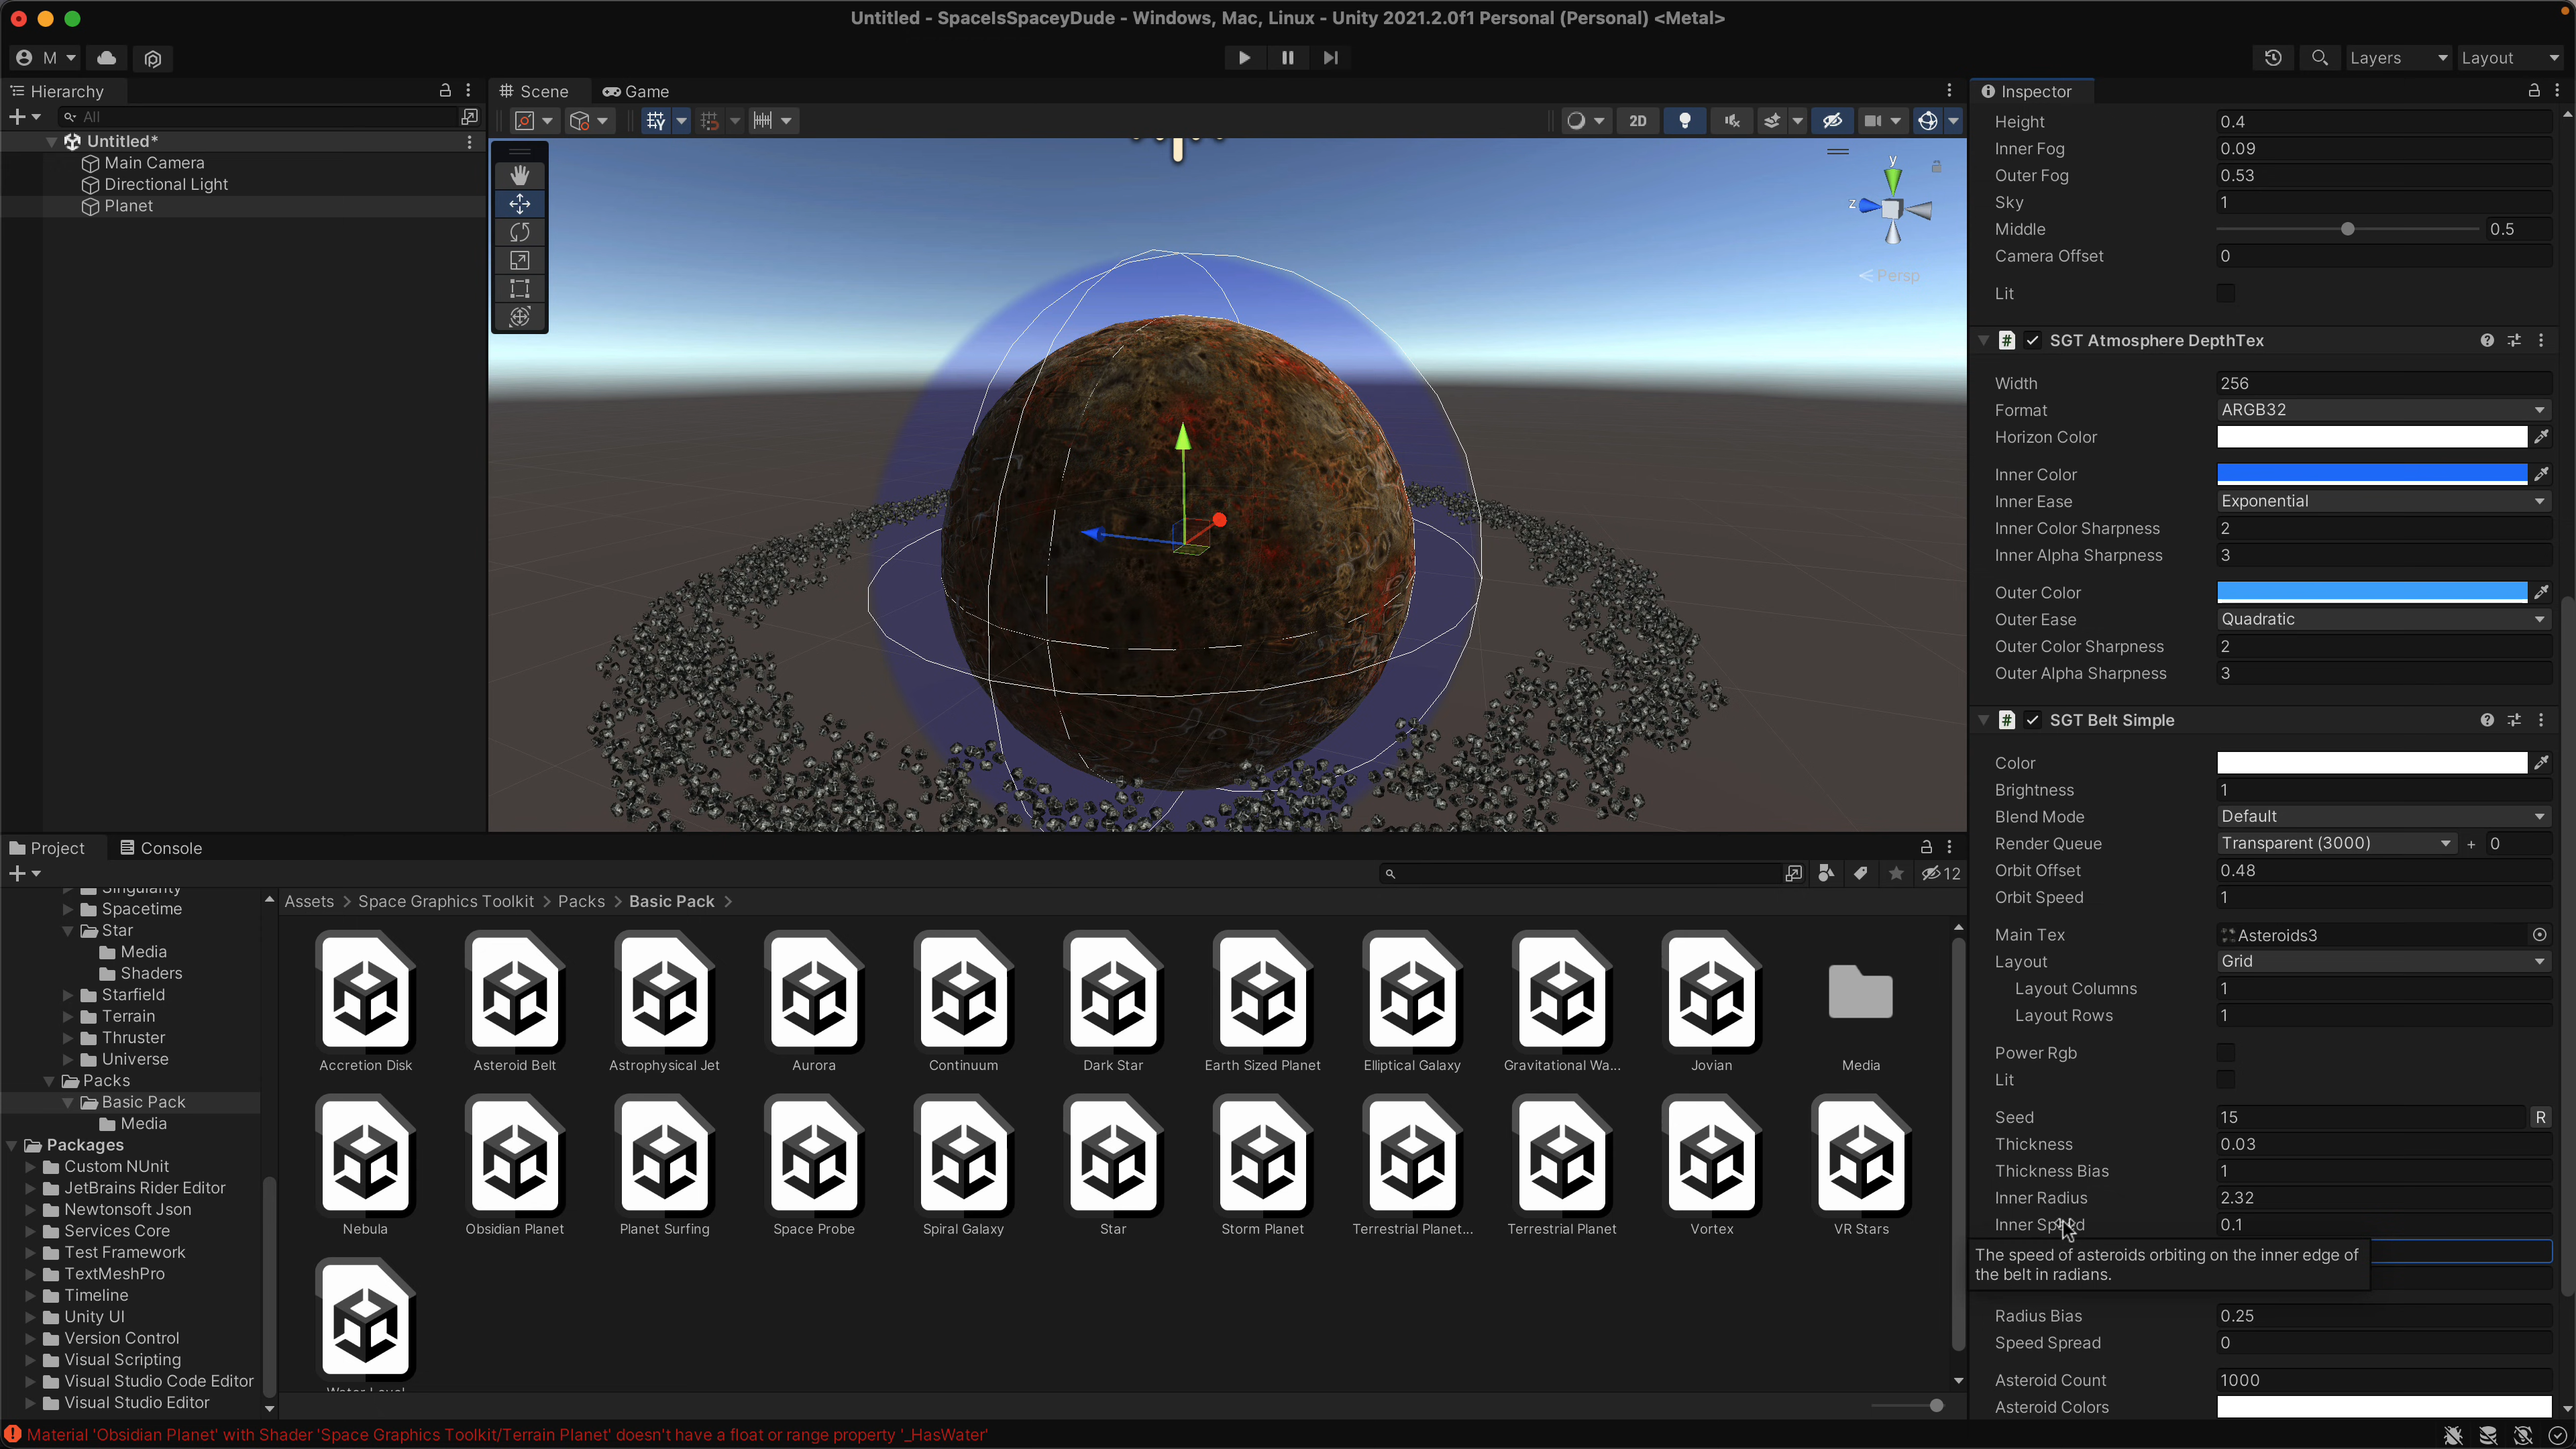 Untitled - SpaceIsSpaceyDude - Windows, Mac, Linux - Unity 2021.2.0f1 Personal (Personal) <Metal>
M
Layers
Layout
Hierarchy
All
Untitled*
Main Camera
Directional Light
Planet
Scene
Game
2D
y
z
Persp
Inspector
Height 0.4
Inner Fog 0.09
Outer Fog 0.53
Sky 1
Middle 0.5
Camera Offset 0
Lit
SGT Atmosphere DepthTex
Width 256
Format ARGB32
Horizon Color
Inner Color
Inner Ease Exponential
Inner Color Sharpness 2
Inner Alpha Sharpness 3
Outer Color
Outer Ease Quadratic
Outer Color Sharpness 2
Outer Alpha Sharpness 3
SGT Belt Simple
Color
Brightness 1
Blend Mode Default
Render Queue Transparent (3000) + 0
Orbit Offset 0.48
Orbit Speed 1
Main Tex Asteroids3
Layout Grid
Layout Columns 1
Layout Rows 1
Power Rgb
Lit
Seed 15 R
Thickness 0.03
Thickness Bias 1
Inner Radius 2.32
Inner Speed 0.1
The speed of asteroids orbiting on the inner edge of
the belt in radians.
Radius Bias 0.25
Speed Spread 0
Asteroid Count 1000
Asteroid Colors
Project
Console
12
Singularity
Spacetime
Star
Media
Shaders
Starfield
Terrain
Thruster
Universe
Packs
Basic Pack
Media
Packages
Custom NUnit
JetBrains Rider Editor
Newtonsoft Json
Services Core
Test Framework
TextMeshPro
Timeline
Unity UI
Version Control
Visual Scripting
Visual Studio Code Editor
Visual Studio Editor
Assets > Space Graphics Toolkit > Packs > Basic Pack >
Accretion Disk
Asteroid Belt
Astrophysical Jet
Aurora
Continuum
Dark Star
Earth Sized Planet
Elliptical Galaxy
Gravitational Wa...
Jovian
Media
Nebula
Obsidian Planet
Planet Surfing
Space Probe
Spiral Galaxy
Star
Storm Planet
Terrestrial Planet...
Terrestrial Planet
Vortex
VR Stars
Water Level
Material 'Obsidian Planet' with Shader 'Space Graphics Toolkit/Terrain Planet' doesn't have a float or range property '_HasWater'